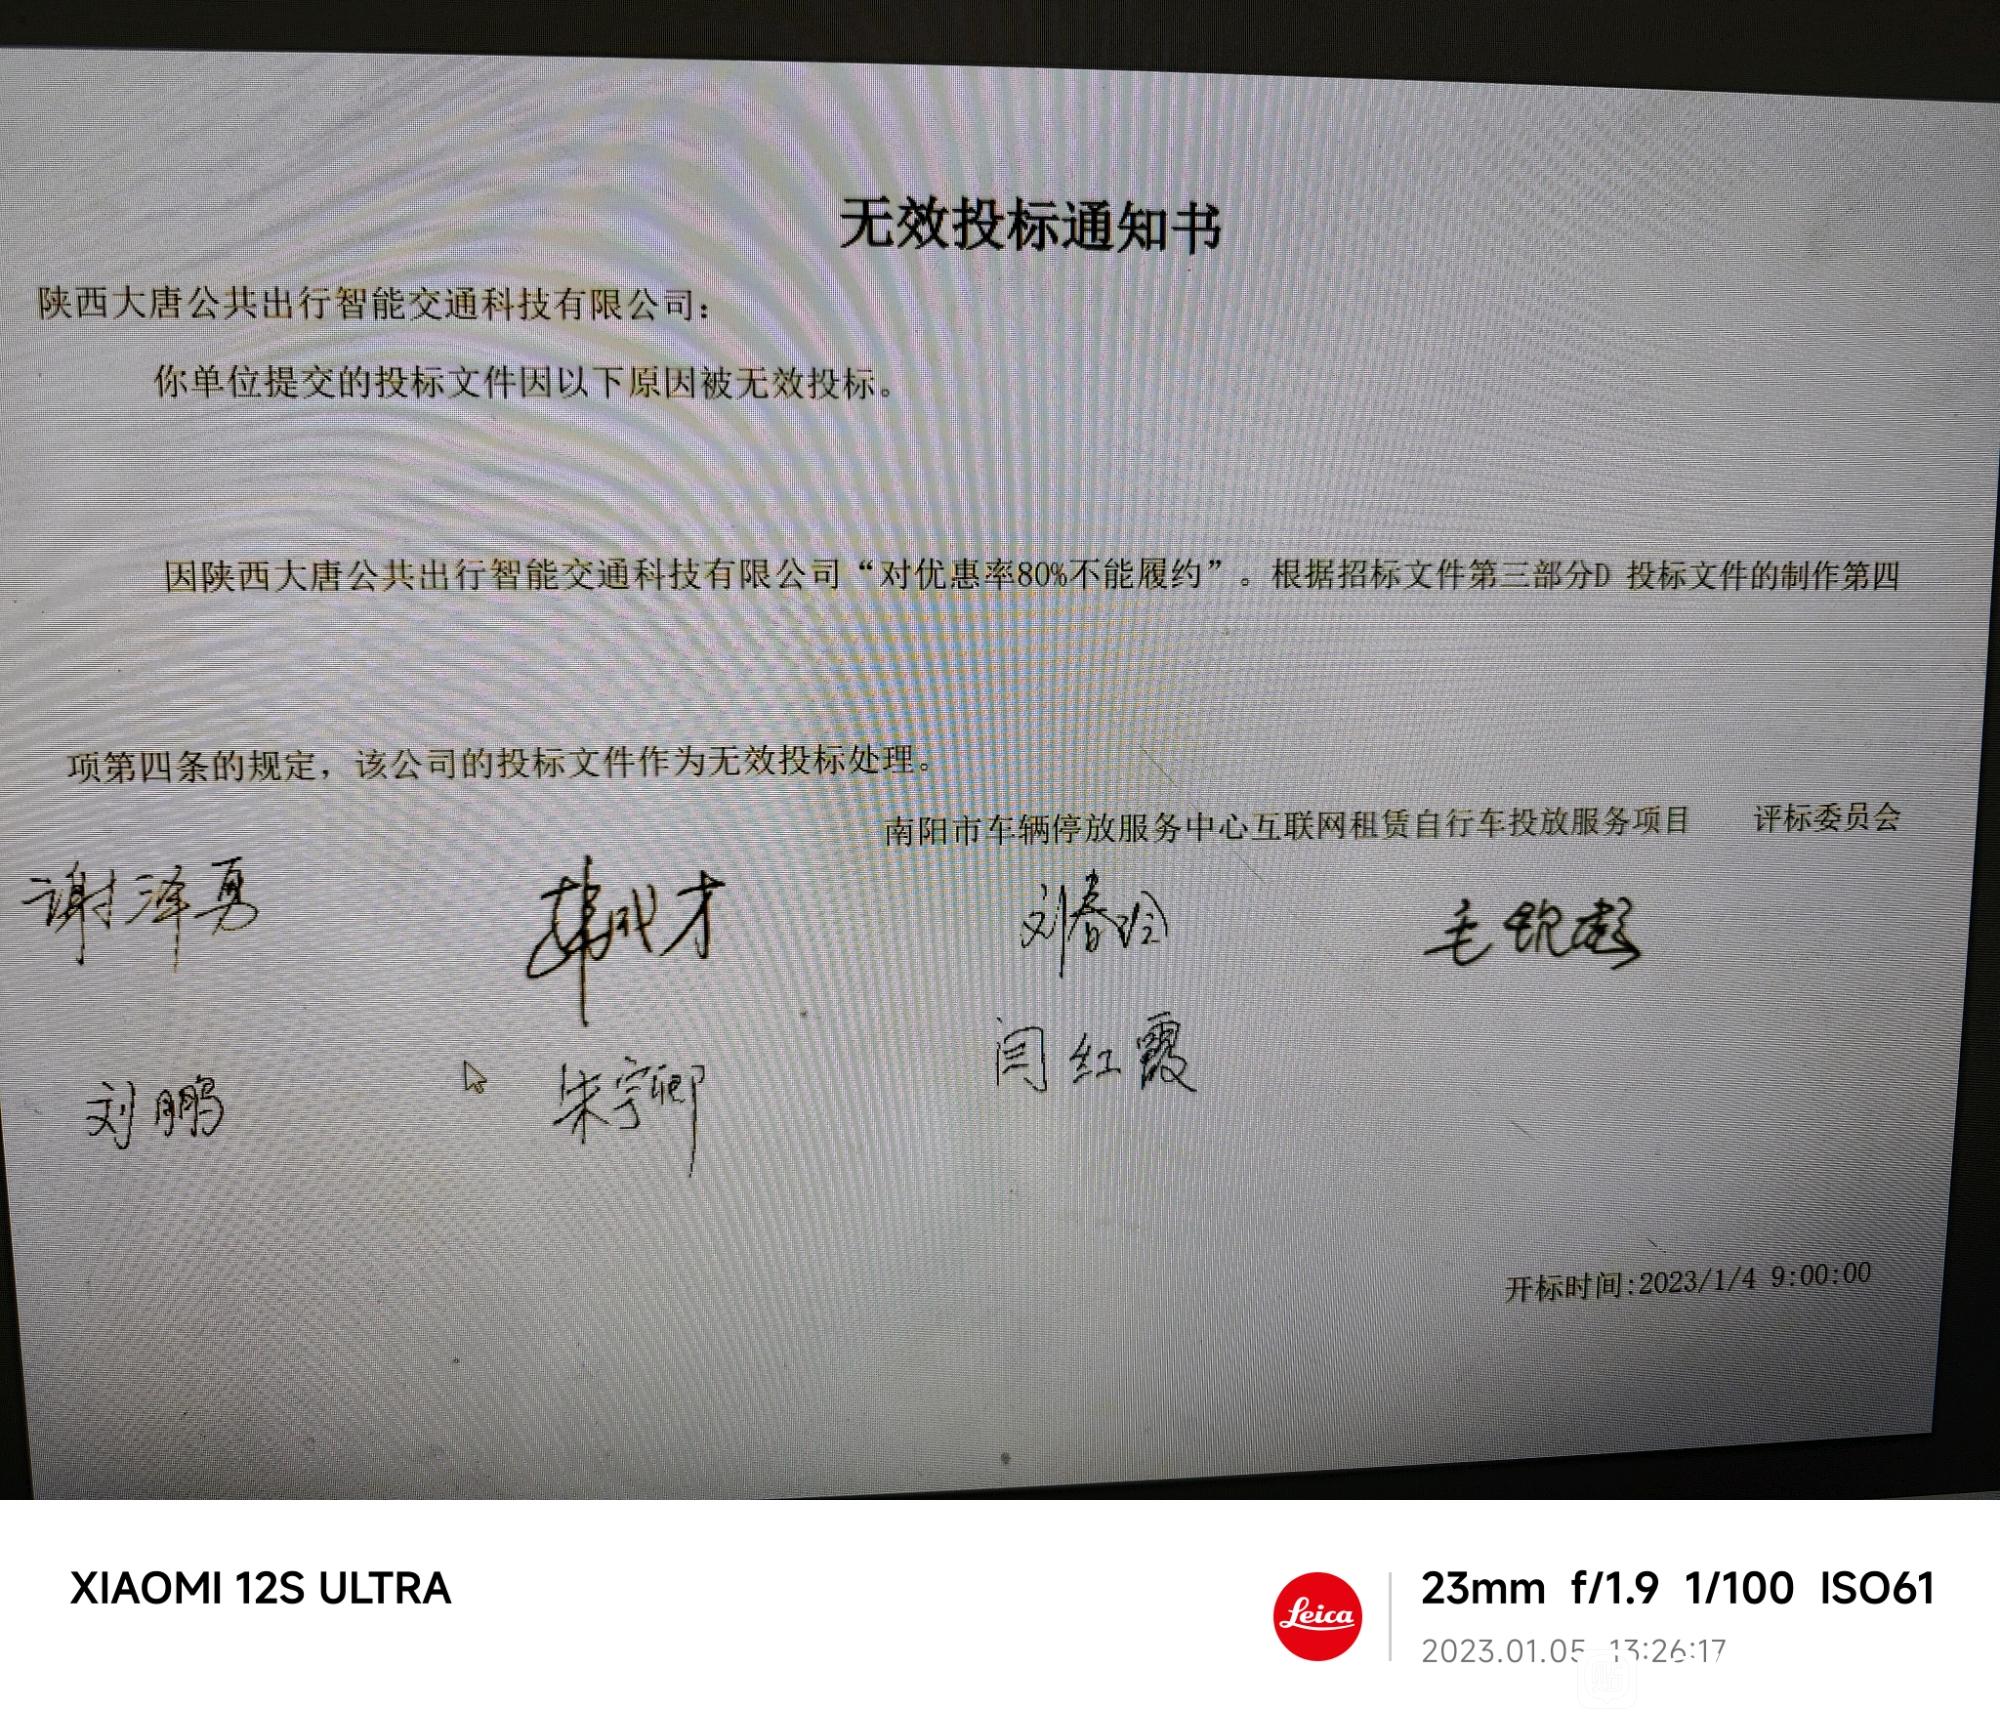 无效投标通知书
陕西大唐公共出行智能交通科技有限公司：
你单位提交的投标文件因以下原因被无效投标。
因陕西大唐公共出行智能交通科技有限公司“对优惠率80%不能履约”。根据招标文件第三部分D 投标文件的制作第四
项第四条的规定，该公司的投标文件作为无效投标处理。
南阳市车辆停放服务中心互联网租赁自行车投放服务项目 评标委员会
谢泽勇 刘春玲 毛
刘鹏 朱宇卿 闫红霞
开标时间:2023/1/4 9:00:00
XIAOMI 12S ULTRA
Leica
23mm f/1.9 1/100 ISO61
2023.01.05 13:26:17